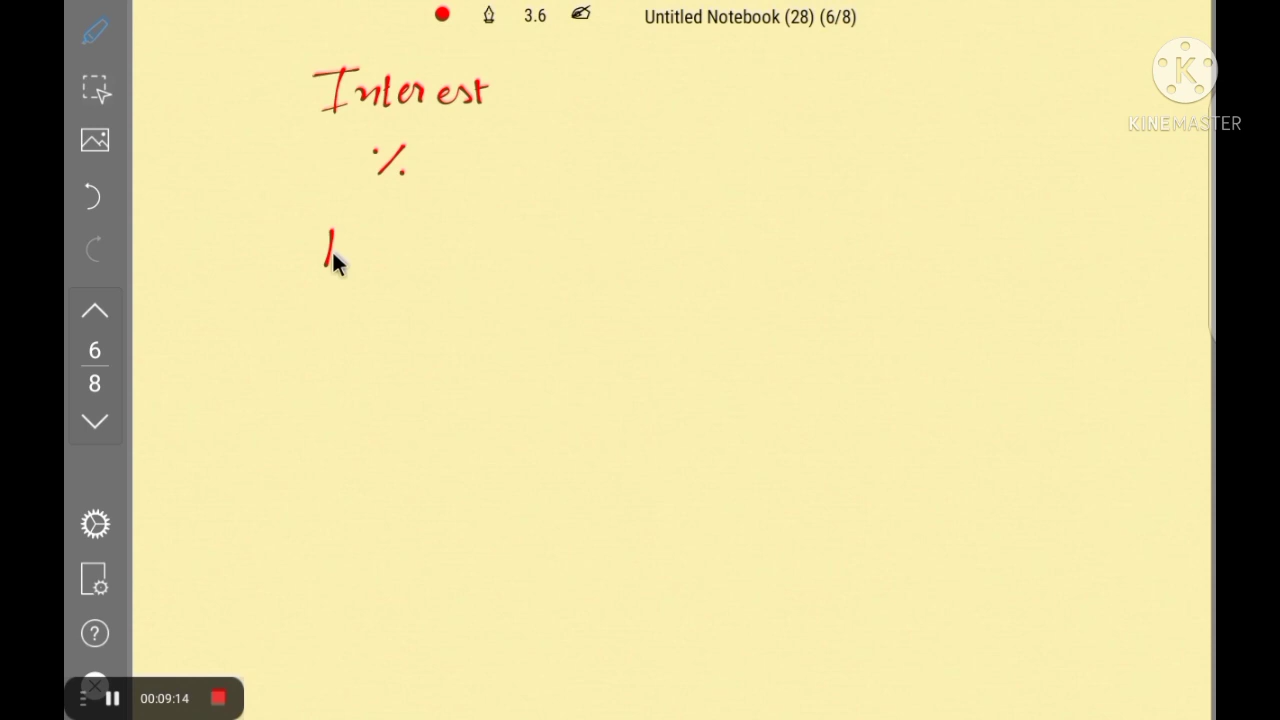 3.6 Untitled Notebook (28) (6/8)
K
KINEMASTER
Interest
%
6
8
?
00:09:14